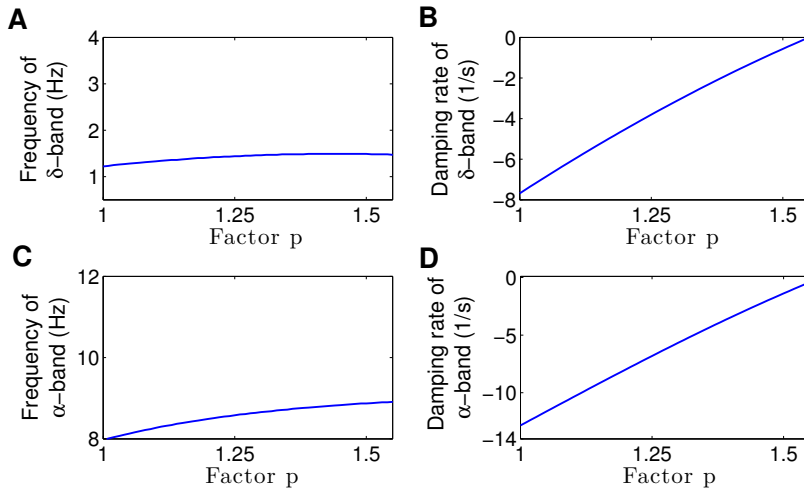 A
Frequency of
δ−band (Hz)
4
3
2
1
1
1.25
1.5
Factor p
B
Damping rate of
δ−band (1/s)
0
−2
−4
−6
−8
1
1.25
1.5
Factor p
C
Frequency of
α−band (Hz)
12
10
8
1
1.25
1.5
Factor p
D
Damping rate of
α−band (1/s)
0
−5
−10
−14
1
1.25
1.5
Factor p